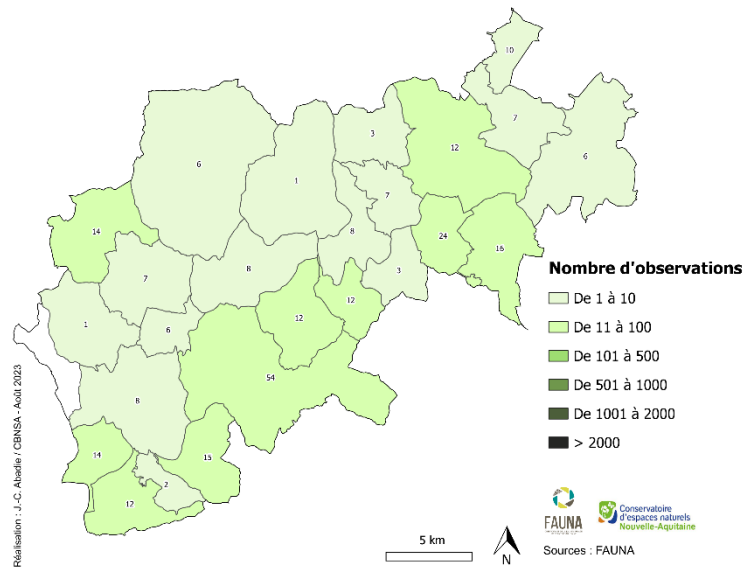 10
7
6
3
12
6
1
7
8
24
16
14
7
8
3
12
12
1
6
54
8
14
15
2
12
Nombre d'observations
De 1 à 10
De 11 à 100
De 101 à 500
De 501 à 1000
De 1001 à 2000
> 2000
Réalisation : J.-C. Abadie / CBNSA - Août 2023
5 km
N
FAUNA
Conservatoire
d'espaces naturels
Nouvelle-Aquitaine
Sources : FAUNA